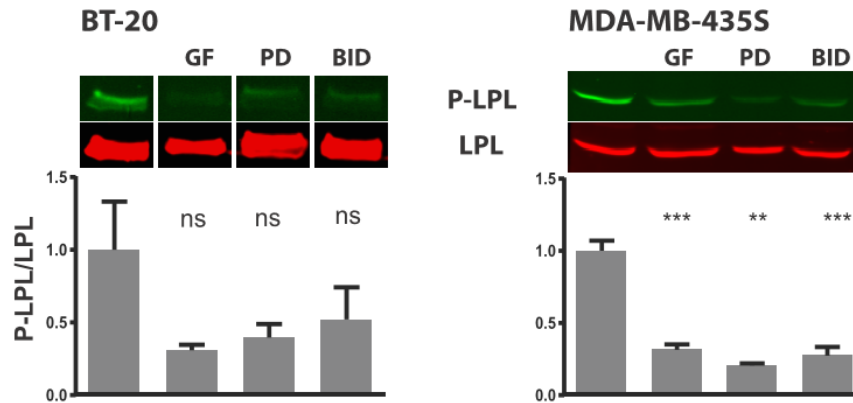 BT-20
GF PD BID
P-LPL/LPL
1.5
1.0
0.5
0.0
ns ns ns
MDA-MB-435S
GF PD BID
P-LPL
LPL
1.5
1.0
0.5
0.0
*** ** ***